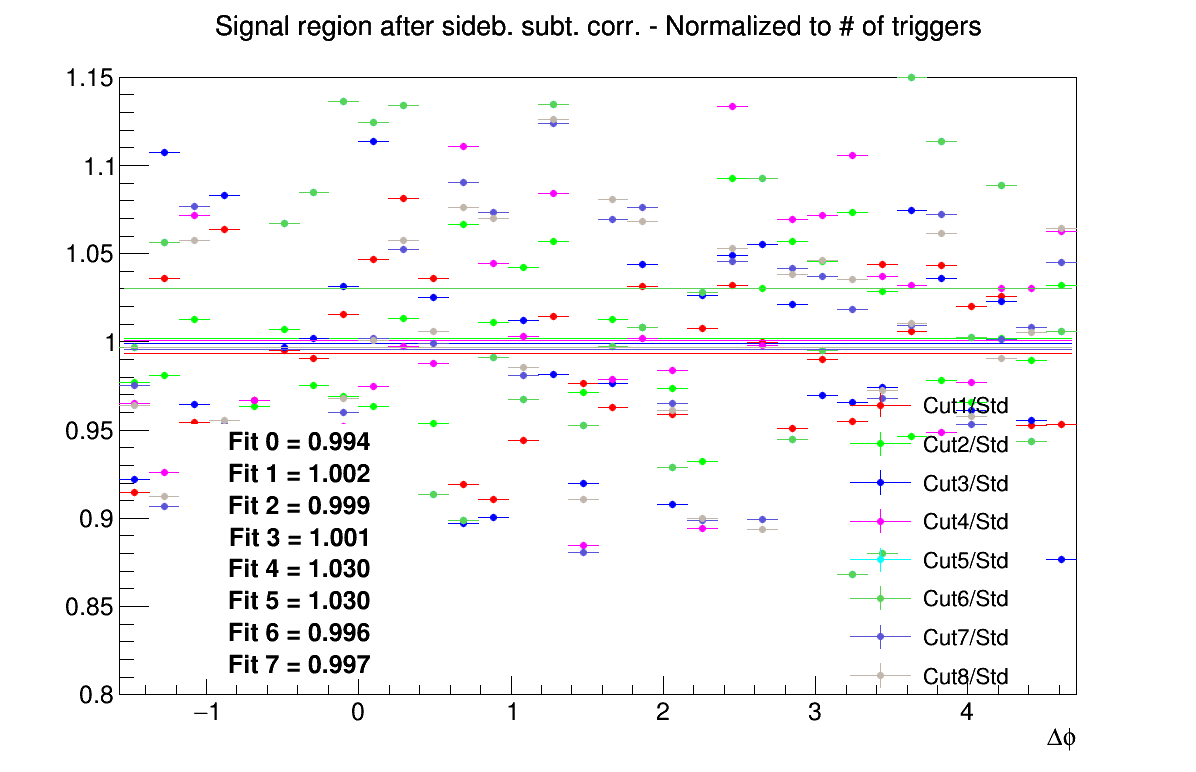 Signal region after sideb. subt. corr. - Normalized to # of triggers
1.15
1.1
1.05
1
0.95
0.9
0.85
0.8
Fit 0 = 0.994
Fit 1 = 1.002
Fit 2 = 0.999
Fit 3 = 1.001
Fit 4 = 1.030
Fit 5 = 1.030
Fit 6 = 0.996
Fit 7 = 0.997
Cut1/Std
Cut2/Std
Cut3/Std
Cut4/Std
Cut5/Std
Cut6/Std
Cut7/Std
Cut8/Std
−1 0 1 2 3 4
Δϕ